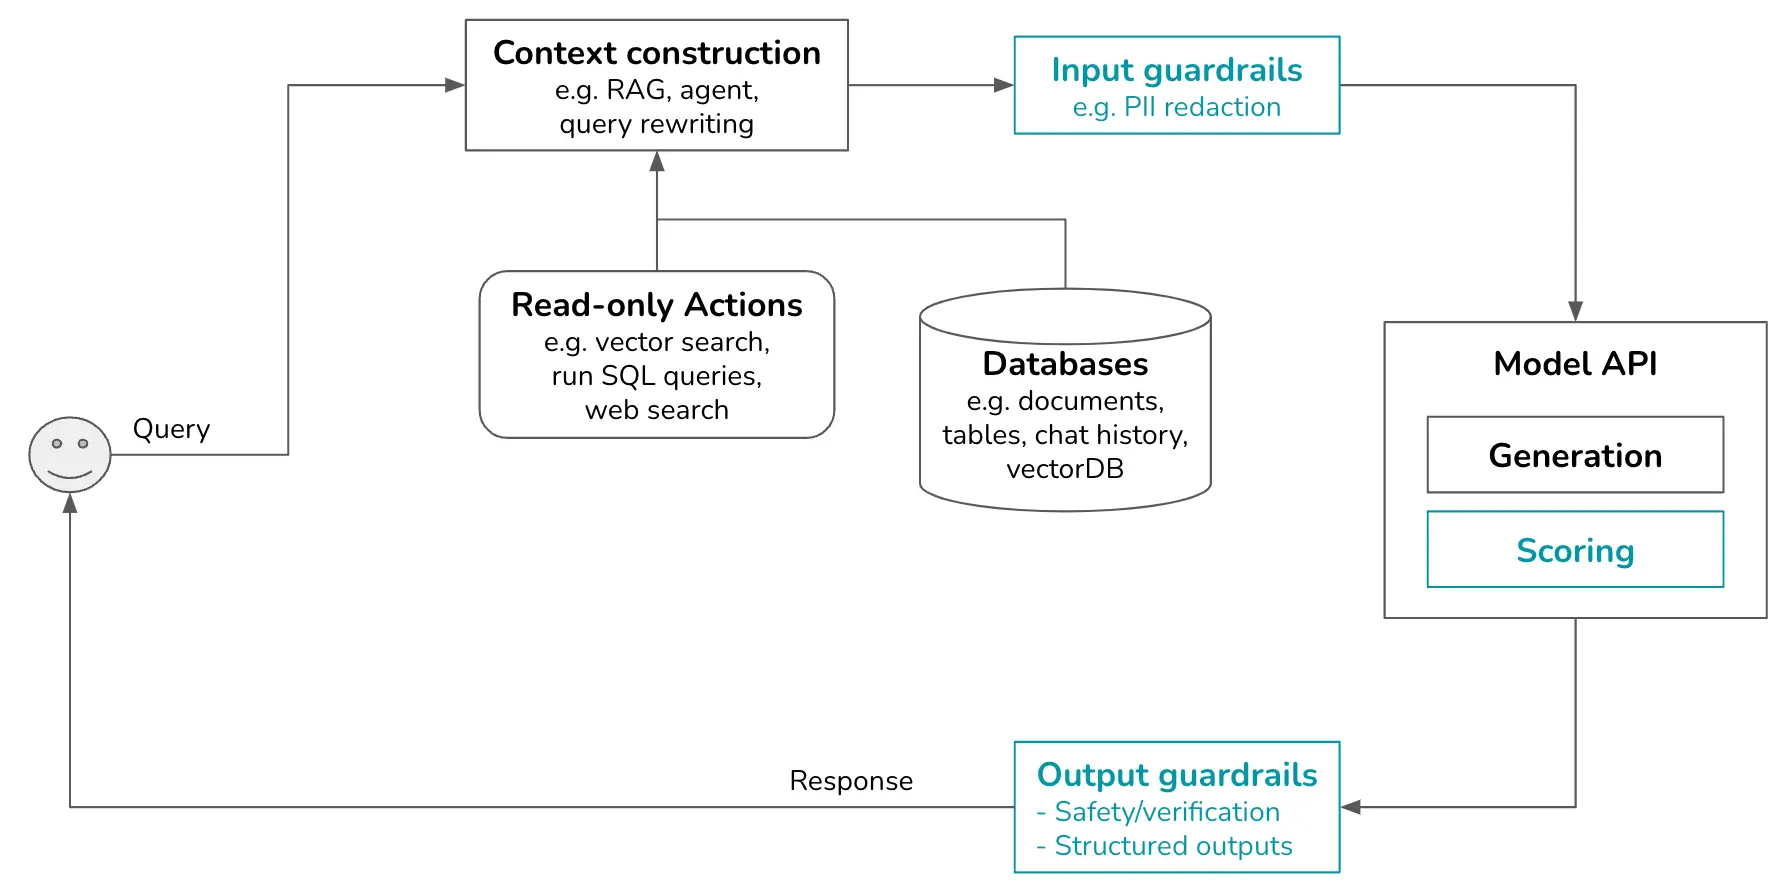 Context construction
e.g. RAG, agent,
query rewriting
Input guardrails
e.g. PII redaction
Read-only Actions
e.g. vector search,
run SQL queries,
web search
Databases
e.g. documents,
tables, chat history,
vectorDB
Model API
Generation
Scoring
Query
Response
Output guardrails
- Safety/verification
- Structured outputs